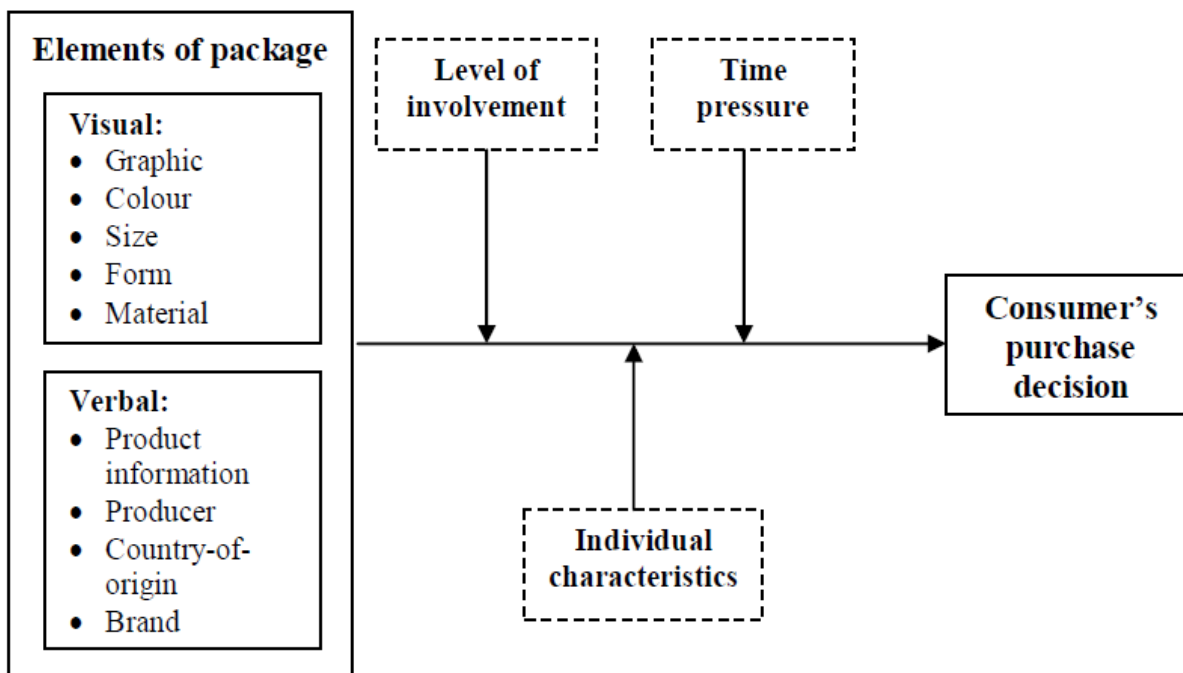 Elements of package
Visual:
• Graphic
• Colour
• Size
• Form
• Material
Verbal:
• Product
information
• Producer
• Country-of-
origin
• Brand
Level of
involvement
Time
pressure
Individual
characteristics
Consumer’s
purchase
decision